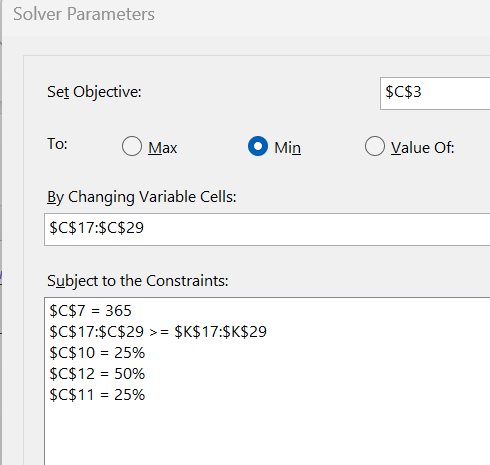 Solver Parameters
Set Objective:
$C$3
To:
Max
Min
Value Of:
By Changing Variable Cells:
$C$17:$C$29
Subject to the Constraints:
$C$7 = 365
$C$17:$C$29 >= $K$17:$K$29
$C$10 = 25%
$C$12 = 50%
$C$11 = 25%